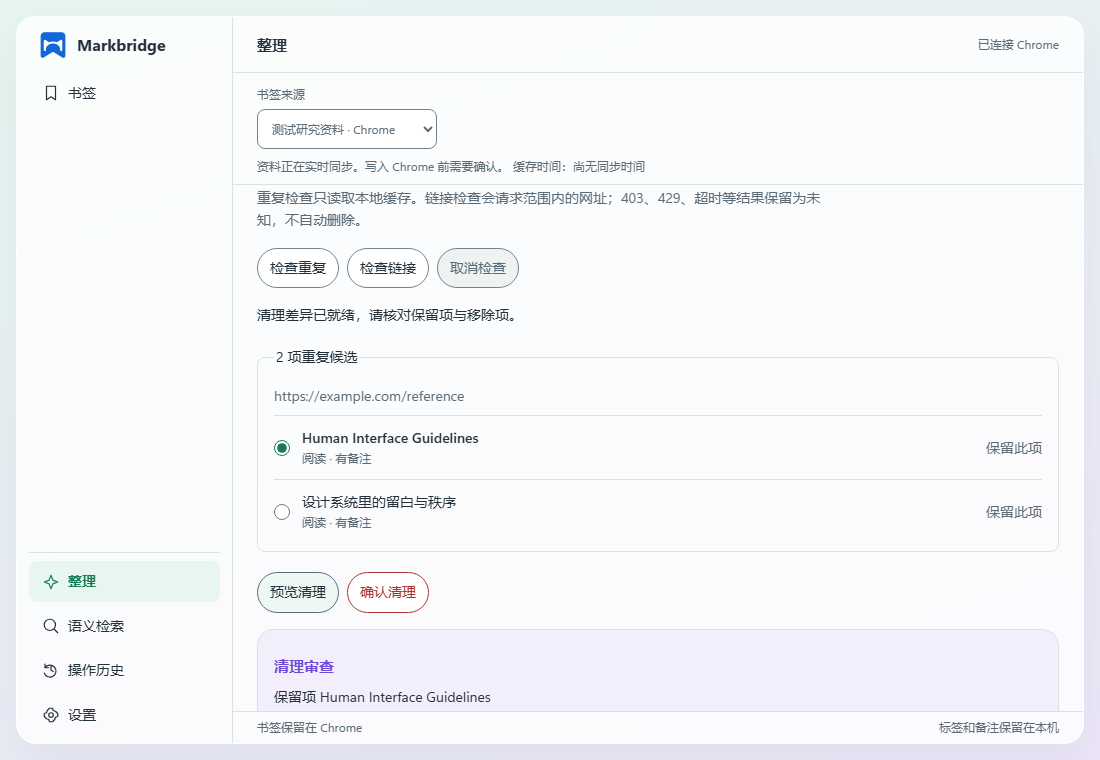 Markbridge
书签
整理
语义检索
操作历史
设置
整理
已连接 Chrome
书签来源
测试研究资料 · Chrome
资料正在实时同步。写入 Chrome 前需要确认。 缓存时间：尚无同步时间
重复检查只读取本地缓存。链接检查会请求范围内的网址；403、429、超时等结果保留为未
知，不自动删除。
检查重复
检查链接
取消检查
清理差异已就绪，请核对保留项与移除项。
2 项重复候选
https://example.com/reference
Human Interface Guidelines
阅读 · 有备注
保留此项
设计系统里的留白与秩序
阅读 · 有备注
保留此项
预览清理
确认清理
清理审查
保留项 Human Interface Guidelines
书签保留在 Chrome
标签和备注保留在本机